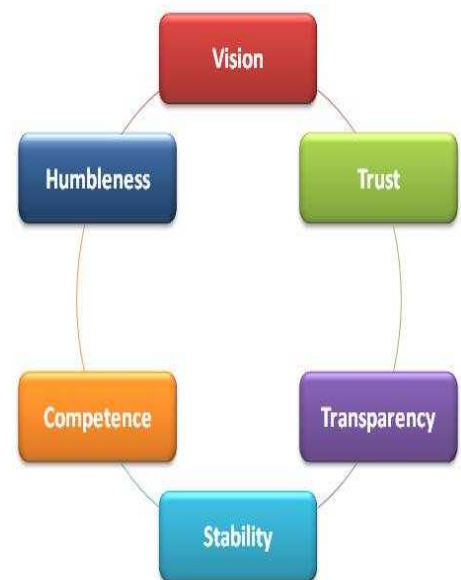 Vision
Trust
Transparency
Stability
Competence
Humbleness